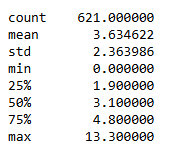 count 621.000000
mean 3.634622
std 2.363986
min 0.000000
25% 1.900000
50% 3.100000
75% 4.800000
max 13.300000